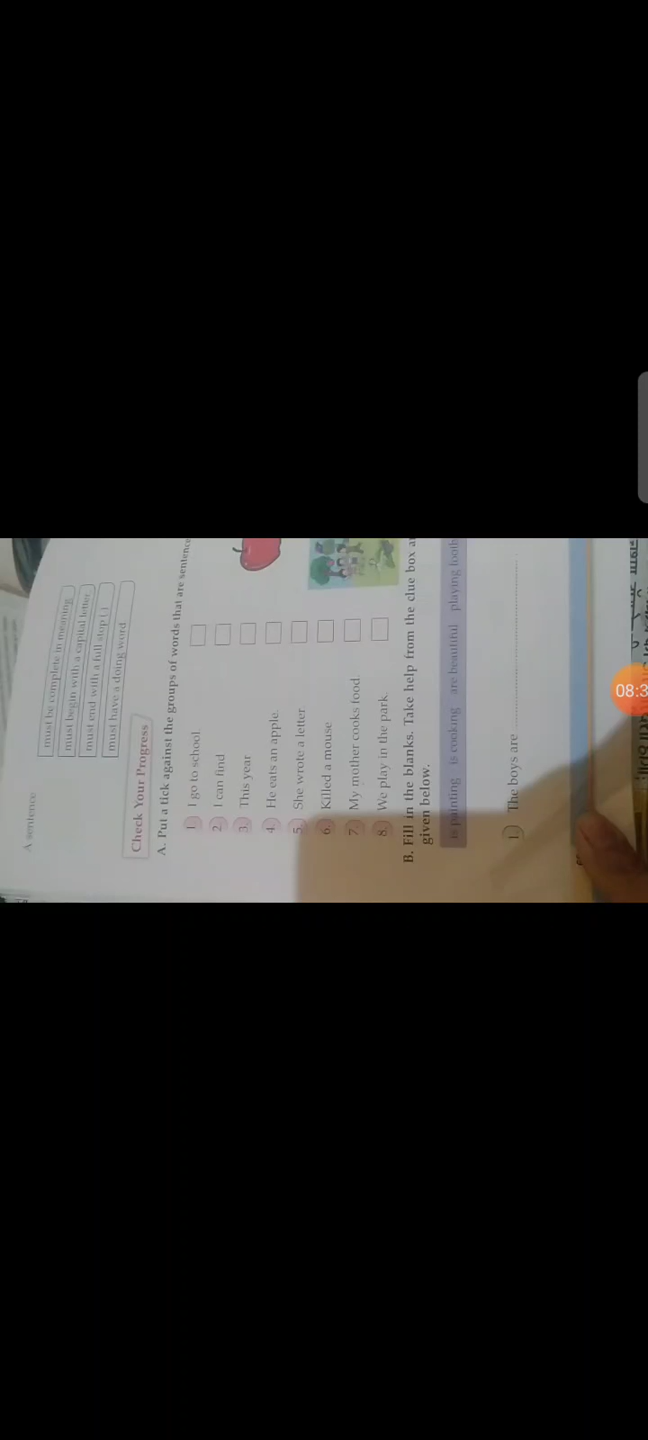 A sentence
must be complete in meaning.
must begin with a capital letter.
must end with a full stop (.)
must have a doing word.
Check Your Progress
A. Put a tick against the groups of words that are sentence
1. I go to school
2. I can find
3. This year
4. He eats an apple.
5. She wrote a letter
6. Killed a mouse
7. My mother cooks food.
8. We play in the park.
B. Fill in the blanks. Take help from the clue box a
given below.
is painting is cooking are beautiful playing footb
1. The boys are
08:3